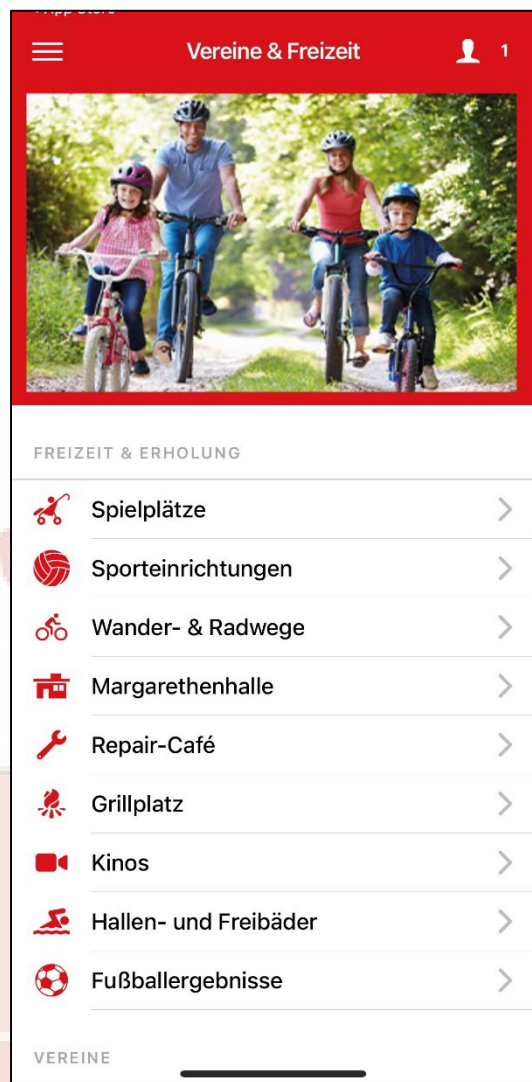 Vereine & Freizeit 1
FREIZEIT & ERHOLUNG
Spielplätze
Sporteinrichtungen
Wander- & Radwege
Margarethenhalle
Repair-Café
Grillplatz
Kinos
Hallen- und Freibäder
Fußballergebnisse
VEREINE